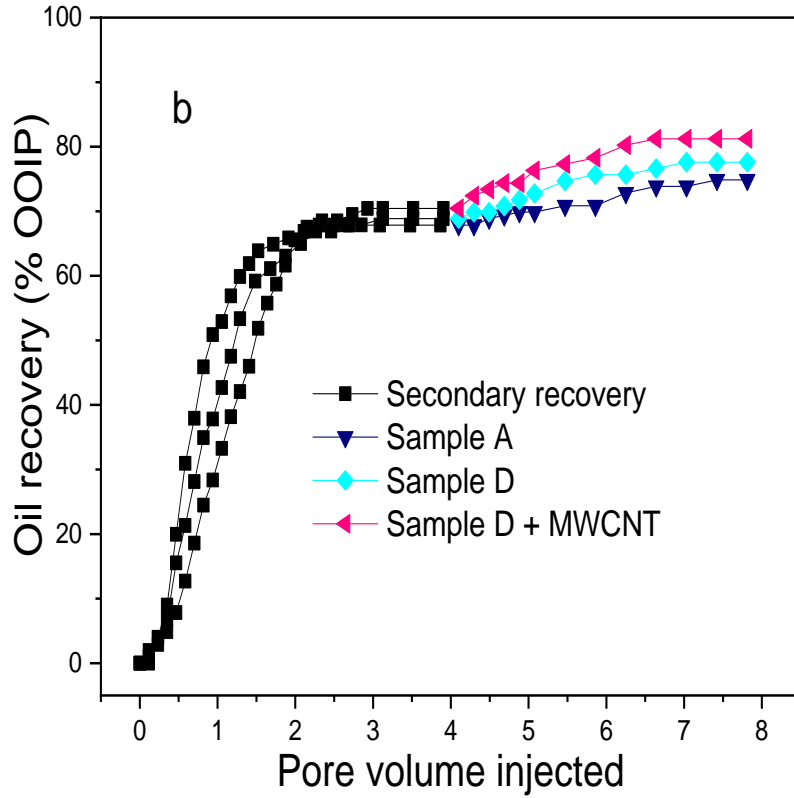 100
80
60
40
20
0
Oil recovery (% OOIP)
b
Secondary recovery
Sample A
Sample D
Sample D + MWCNT
0 1 2 3 4 5 6 7 8
Pore volume injected